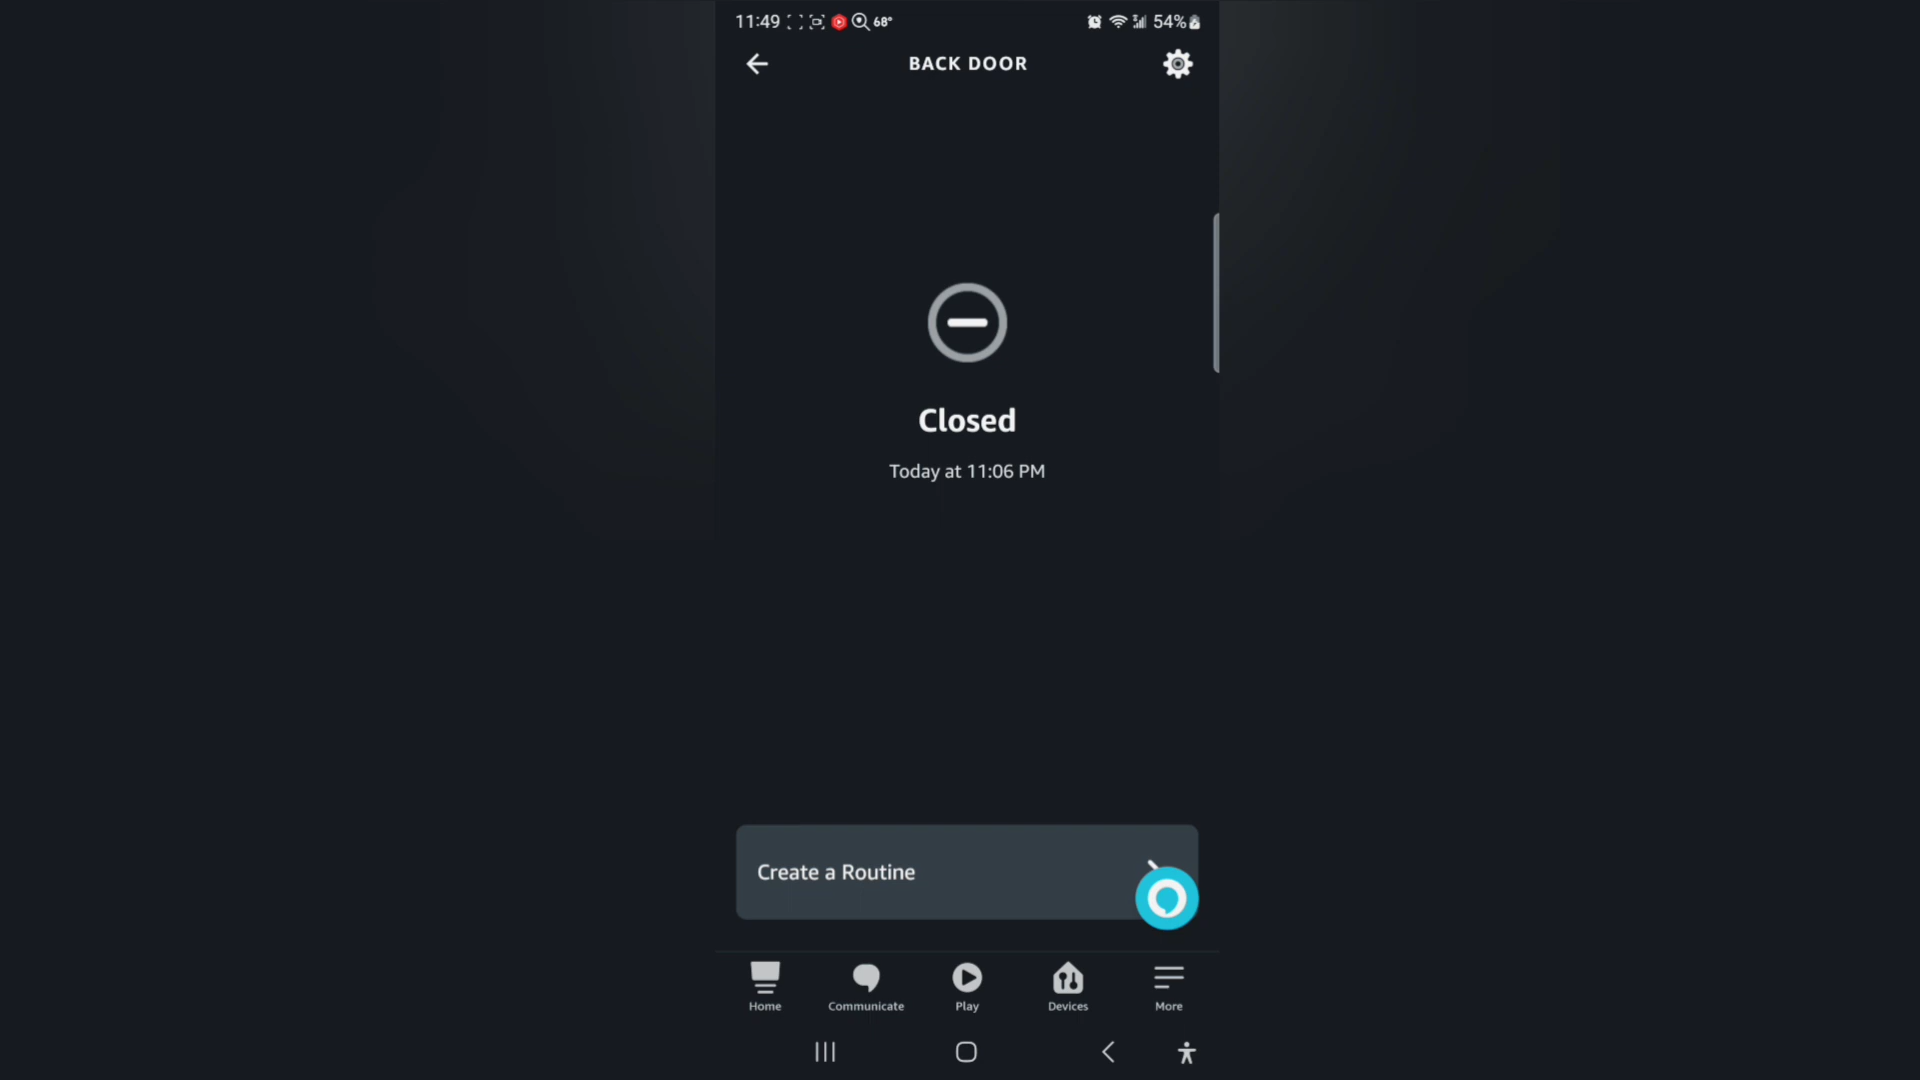 11:49 68° 54%
BACK DOOR
Closed
Today at 11:06 PM
Create a Routine
Home Communicate Play Devices More